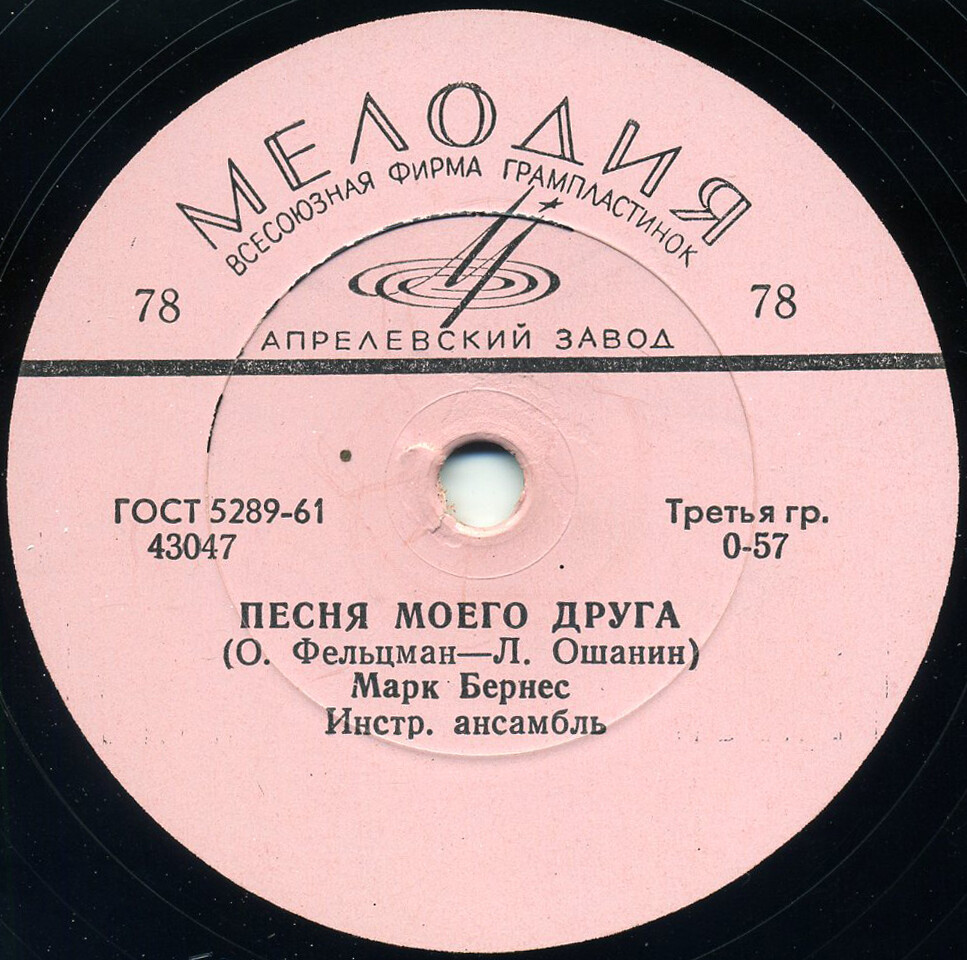 МЕЛОДИЯ
ВСЕСОЮЗНАЯ ФИРМА ГРАМПЛАСТИНОК
78 78
АПРЕЛЕВСКИЙ ЗАВОД
ГОСТ 5289-61 Третья гр.
43047 0-57
ПЕСНЯ МОЕГО ДРУГА
(О. Фельцман—Л. Ошанин)
Марк Бернес
Инстр. ансамбль